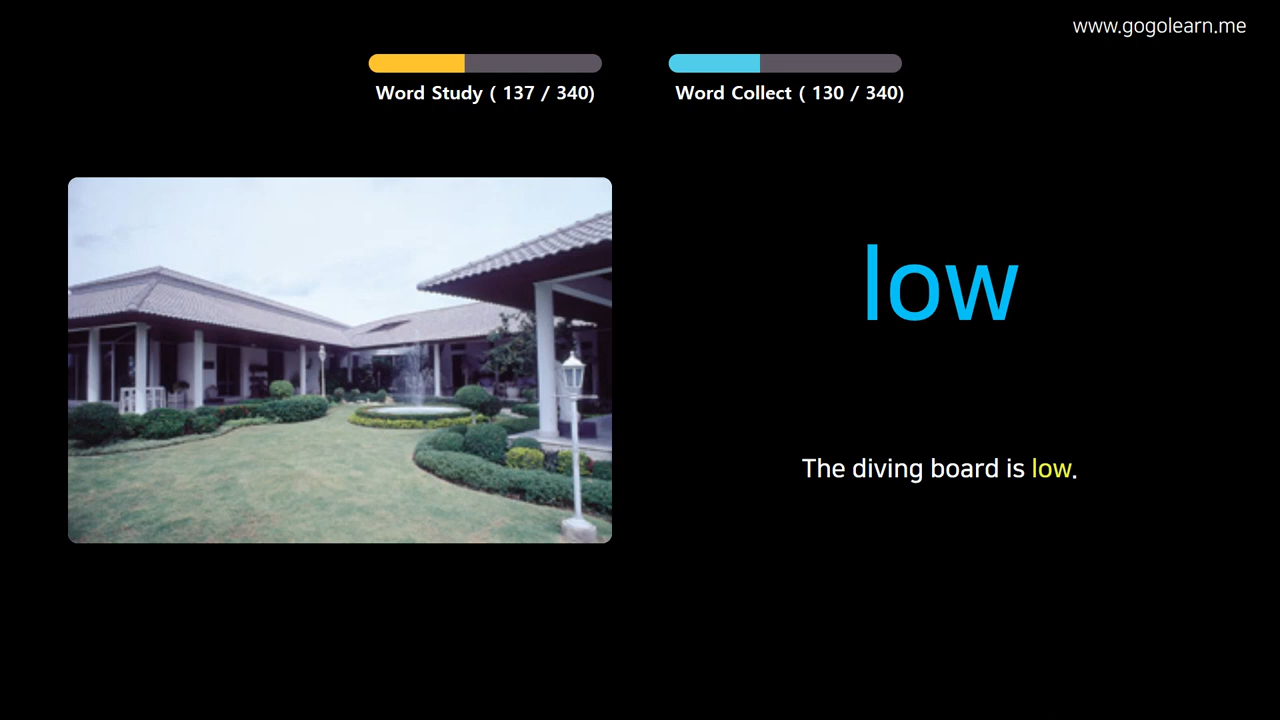 www.gogolearn.me
Word Study ( 137 / 340)
Word Collect ( 130 / 340)
low
The diving board is low.